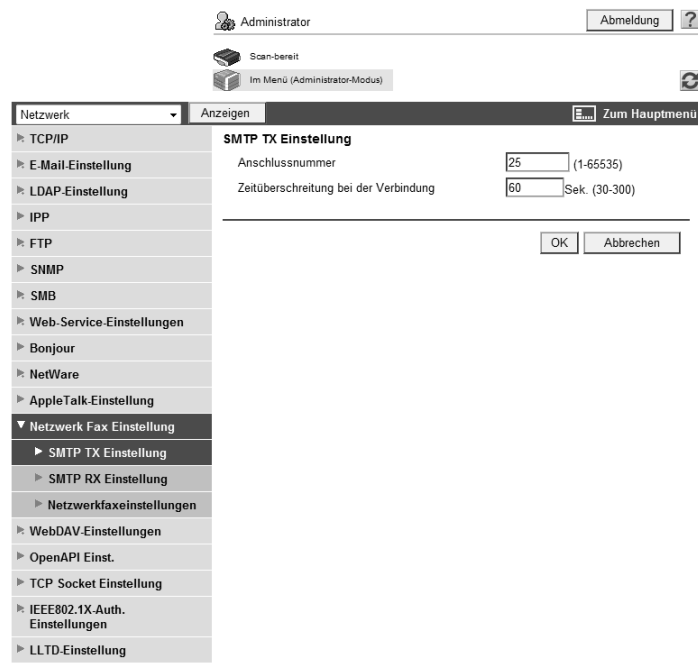 Administrator
Abmeldung
?
Scan-bereit
Im Menü (Administrator-Modus)
Netzwerk
Anzeigen
Zum Hauptmenü
TCP/IP
E-Mail-Einstellung
LDAP-Einstellung
IPP
FTP
SNMP
SMB
Web-Service-Einstellungen
Bonjour
NetWare
AppleTalk-Einstellung
Netzwerk Fax Einstellung
SMTP TX Einstellung
SMTP RX Einstellung
Netzwerkfaxeinstellungen
WebDAV-Einstellungen
OpenAPI Einst.
TCP Socket Einstellung
IEEE802.1X-Auth.
Einstellungen
LLTD-Einstellung
SMTP TX Einstellung
Anschlussnummer 25 (1-65535)
Zeitüberschreitung bei der Verbindung 60 Sek. (30-300)
OK Abbrechen